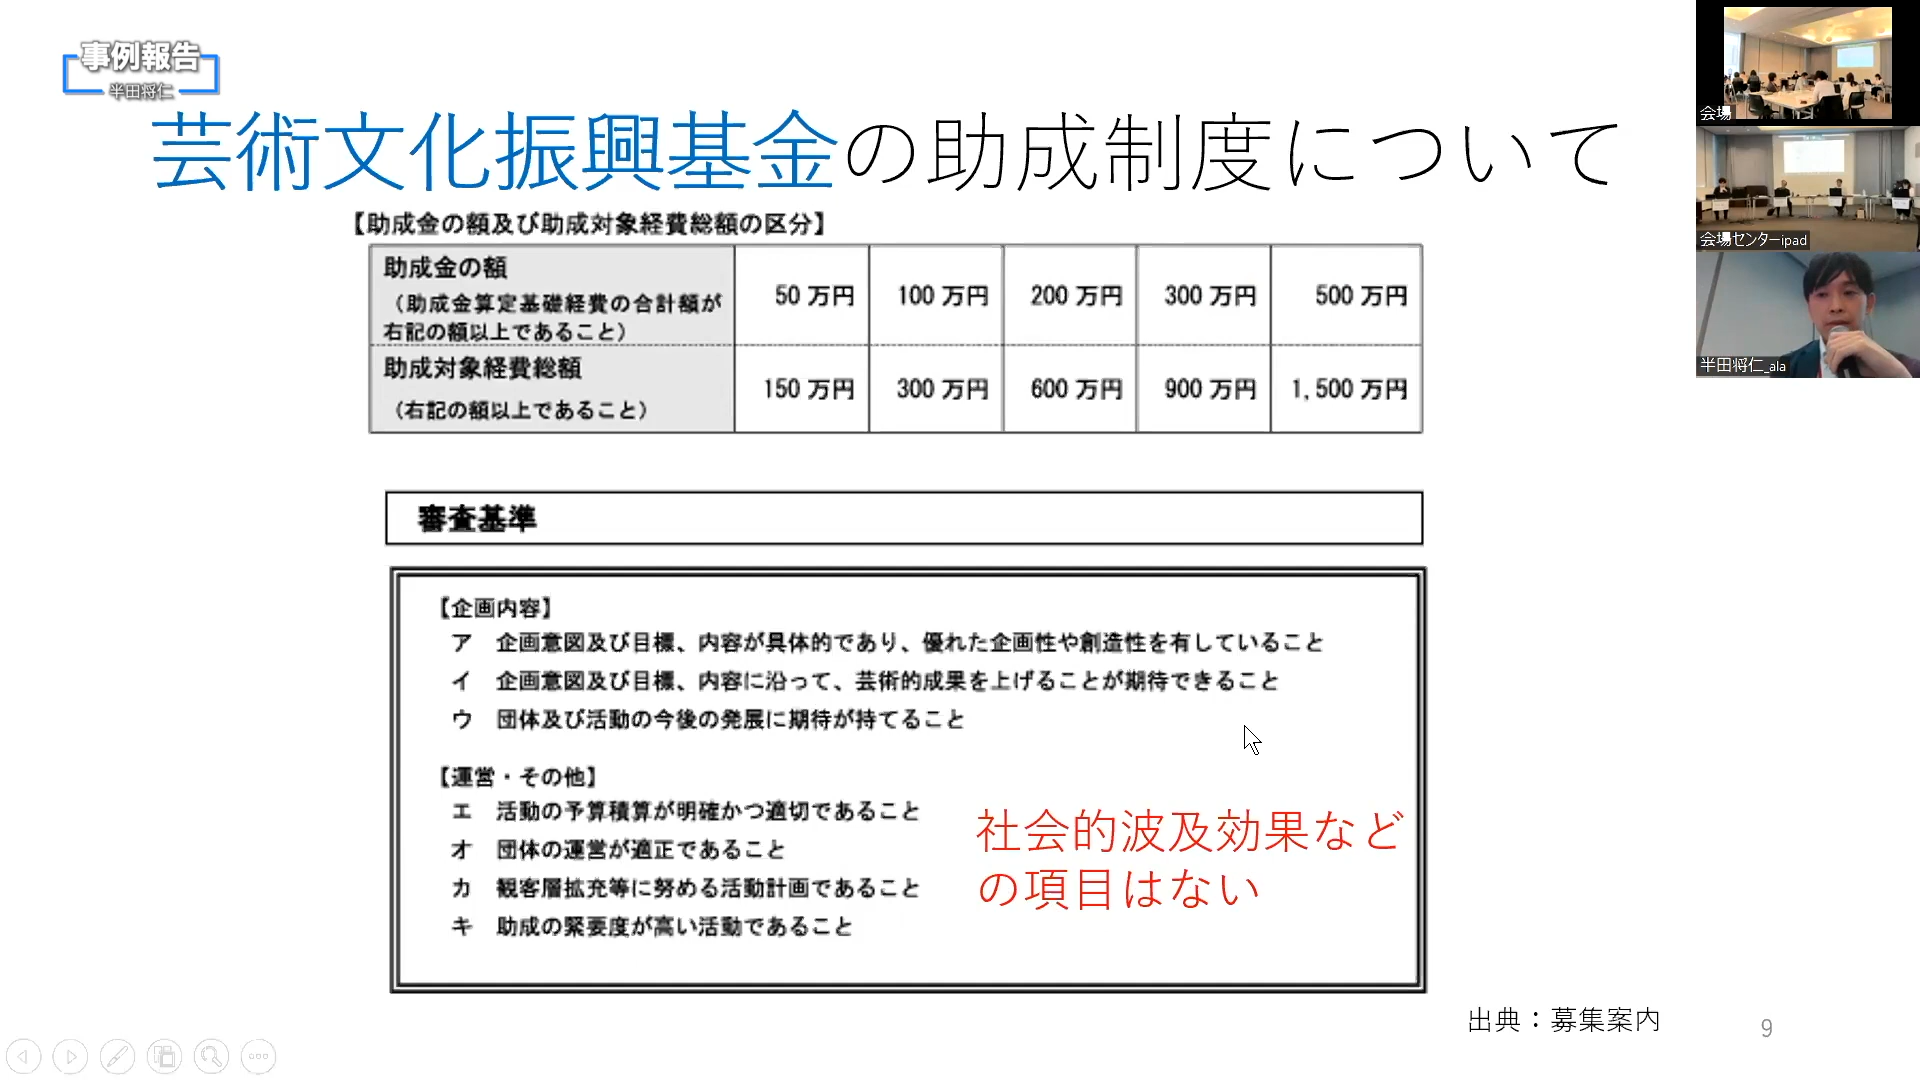 事例報告
半田将仁
芸術文化振興基金の助成制度について
【助成金の額及び助成対象経費総額の区分】
助成金の額
（助成金算定基礎経費の合計額が
右記の額以上であること）
50 万円
100 万円
200 万円
300 万円
500 万円
助成対象経費総額
（右記の額以上であること）
150 万円
300 万円
600 万円
900 万円
1,500 万円
審査基準
【企画内容】
ア 企画意図及び目標、内容が具体的であり、優れた企画性や創造性を有していること
イ 企画意図及び目標、内容に沿って、芸術的成果を上げることが期待できること
ウ 団体及び活動の今後の発展に期待が持てること
【運営・その他】
エ 活動の予算積算が明確かつ適切であること
オ 団体の運営が適正であること
カ 観客層拡充等に努める活動計画であること
キ 助成の緊要度が高い活動であること
社会的波及効果など
の項目はない
出典：募集案内
9
会場
会場センターipad
半田将仁_ala